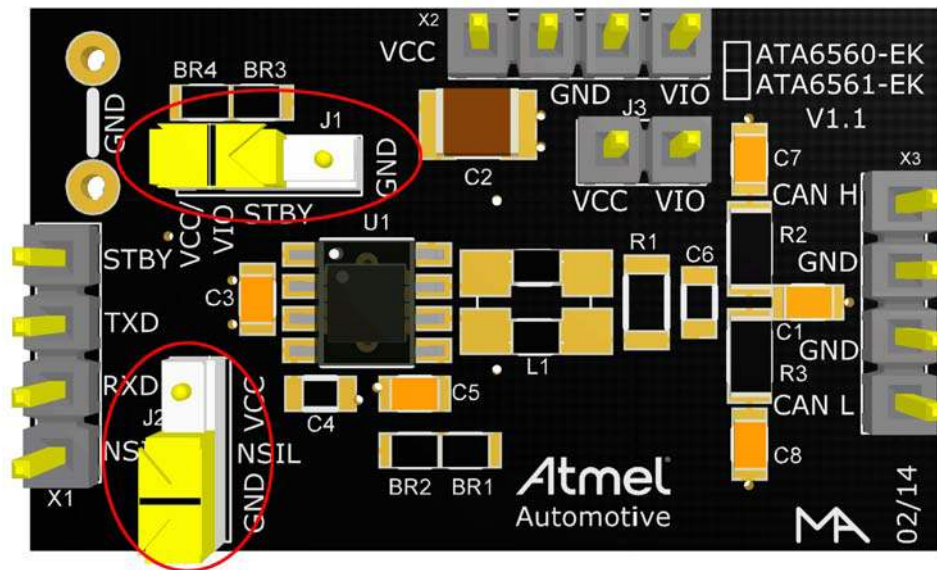 X2
VCC
GND
VIO
ATA6560-EK
ATA6561-EK
V1.1
BR4
BR3
GND
J1
GND
VCC/
VIO
STBY
C2
J3
VCC
VIO
C7
X3
CAN H
STBY
U1
R2
GND
C3
R1
C6
TXD
C1
GND
L1
R3
RXD
J2
VCC
C4
C5
CAN L
NSIL
GND
X1
BR2
BR1
C8
Atmel
Automotive
MA
02/14